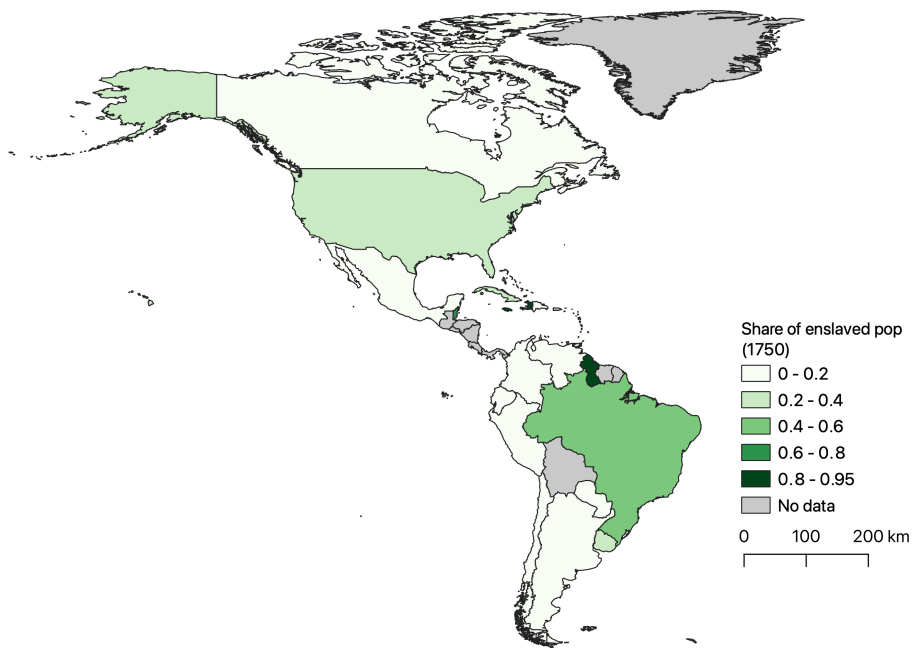 Share of enslaved pop
(1750)
0 - 0.2
0.2 - 0.4
0.4 - 0.6
0.6 - 0.8
0.8 - 0.95
No data
0 100 200 km